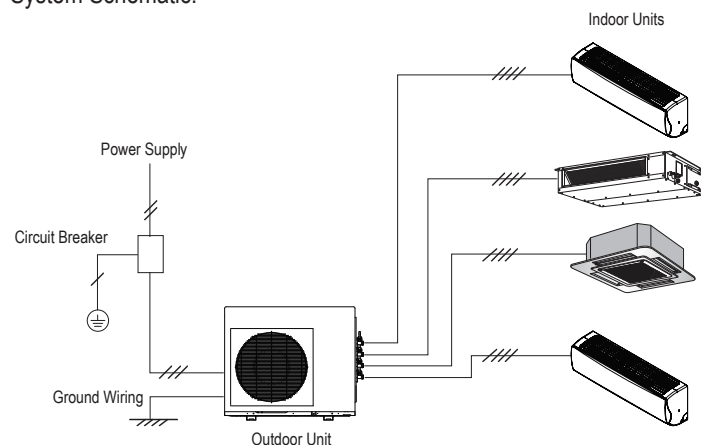 System Schematic:
Indoor Units
Power Supply
Circuit Breaker
Ground Wiring
Outdoor Unit